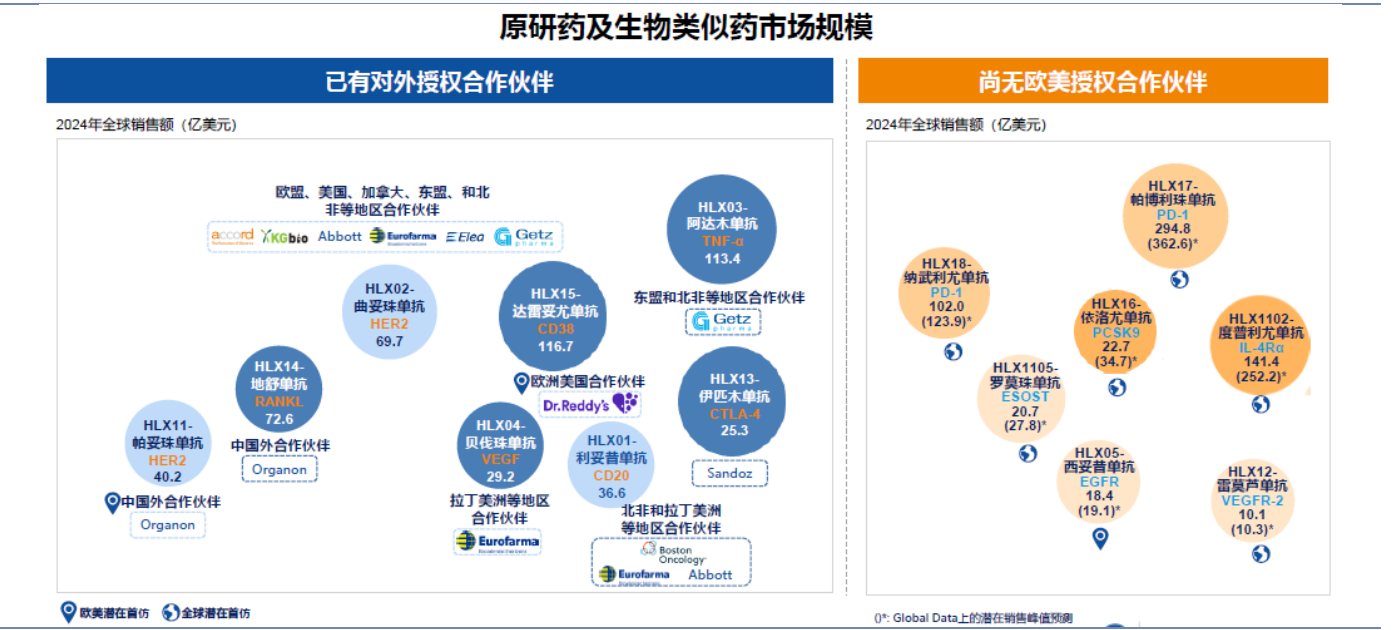 原研药及生物类似药市场规模
已有对外授权合作伙伴
2024年全球销售额（亿美元）
欧盟、美国、加拿大、东盟、和北
非等地区合作伙伴
accord KGbio Abbott Eurofarma Elea Getz pharma
HLX03-
阿达木单抗
TNF-α
113.4
东盟和北非等地区合作伙伴
Getz
pharma
HLX02-
曲妥珠单抗
HER2
69.7
HLX15-
达雷妥尤单抗
CD38
116.7
欧洲美国合作伙伴
Dr.Reddy's
HLX14-
地舒单抗
RANKL
72.6
中国外合作伙伴
Organon
HLX13-
伊匹木单抗
CTLA-4
25.3
Sandoz
HLX11-
帕妥珠单抗
HER2
40.2
中国外合作伙伴
Organon
HLX04-
贝伐珠单抗
VEGF
29.2
拉丁美洲等地区
合作伙伴
Eurofarma
HLX01-
利妥昔单抗
CD20
36.6
北非和拉丁美洲
等地区合作伙伴
Boston
Oncology
Eurofarma Abbott
欧美潜在首仿 全球潜在首仿
尚无欧美授权合作伙伴
2024年全球销售额（亿美元）
HLX17-
帕博利珠单抗
PD-1
294.8
(362.6)*
HLX18-
纳武利尤单抗
PD-1
102.0
(123.9)*
HLX16-
依洛尤单抗
PCSK9
22.7
(34.7)*
HLX1102-
度普利尤单抗
IL-4Rα
141.4
(252.2)*
HLX1105-
罗莫珠单抗
ESOST
20.7
(27.8)*
HLX05-
西妥昔单抗
EGFR
18.4
(19.1)*
HLX12-
雷莫芦单抗
VEGFR-2
10.1
(10.3)*
()*: Global Data上的潜在销售峰值预测